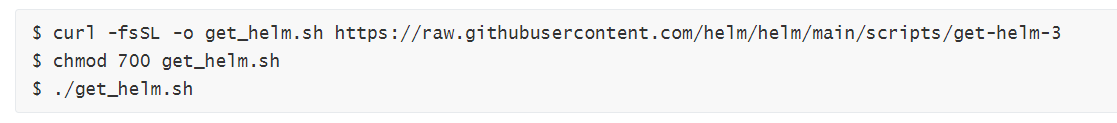 $ curl -fsSL -o get_helm.sh https://raw.githubusercontent.com/helm/helm/main/scripts/get-helm-3
$ chmod 700 get_helm.sh
$ ./get_helm.sh